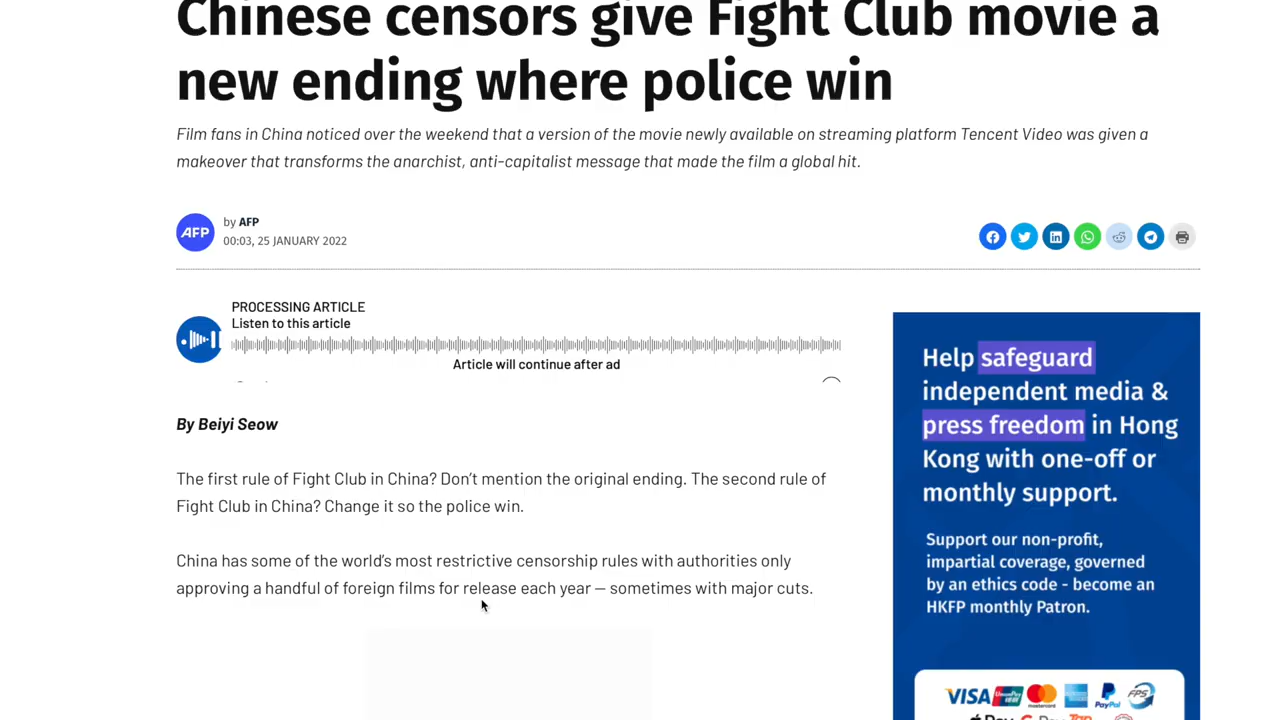 Chinese censors give Fight Club movie a
new ending where police win
Film fans in China noticed over the weekend that a version of the movie newly available on streaming platform Tencent Video was given a
makeover that transforms the anarchist, anti-capitalist message that made the film a global hit.
AFP
by AFP
00:03, 25 JANUARY 2022
PROCESSING ARTICLE
Listen to this article
Article will continue after ad
By Beiyi Seow
The first rule of Fight Club in China? Don’t mention the original ending. The second rule of
Fight Club in China? Change it so the police win.
China has some of the world’s most restrictive censorship rules with authorities only
approving a handful of foreign films for release each year — sometimes with major cuts.
Help safeguard
independent media &
press freedom in Hong
Kong with one-off or
monthly support.
Support our non-profit,
impartial coverage, governed
by an ethics code - become an
HKFP monthly Patron.
VISA UnionPay mastercard PayPal FPS